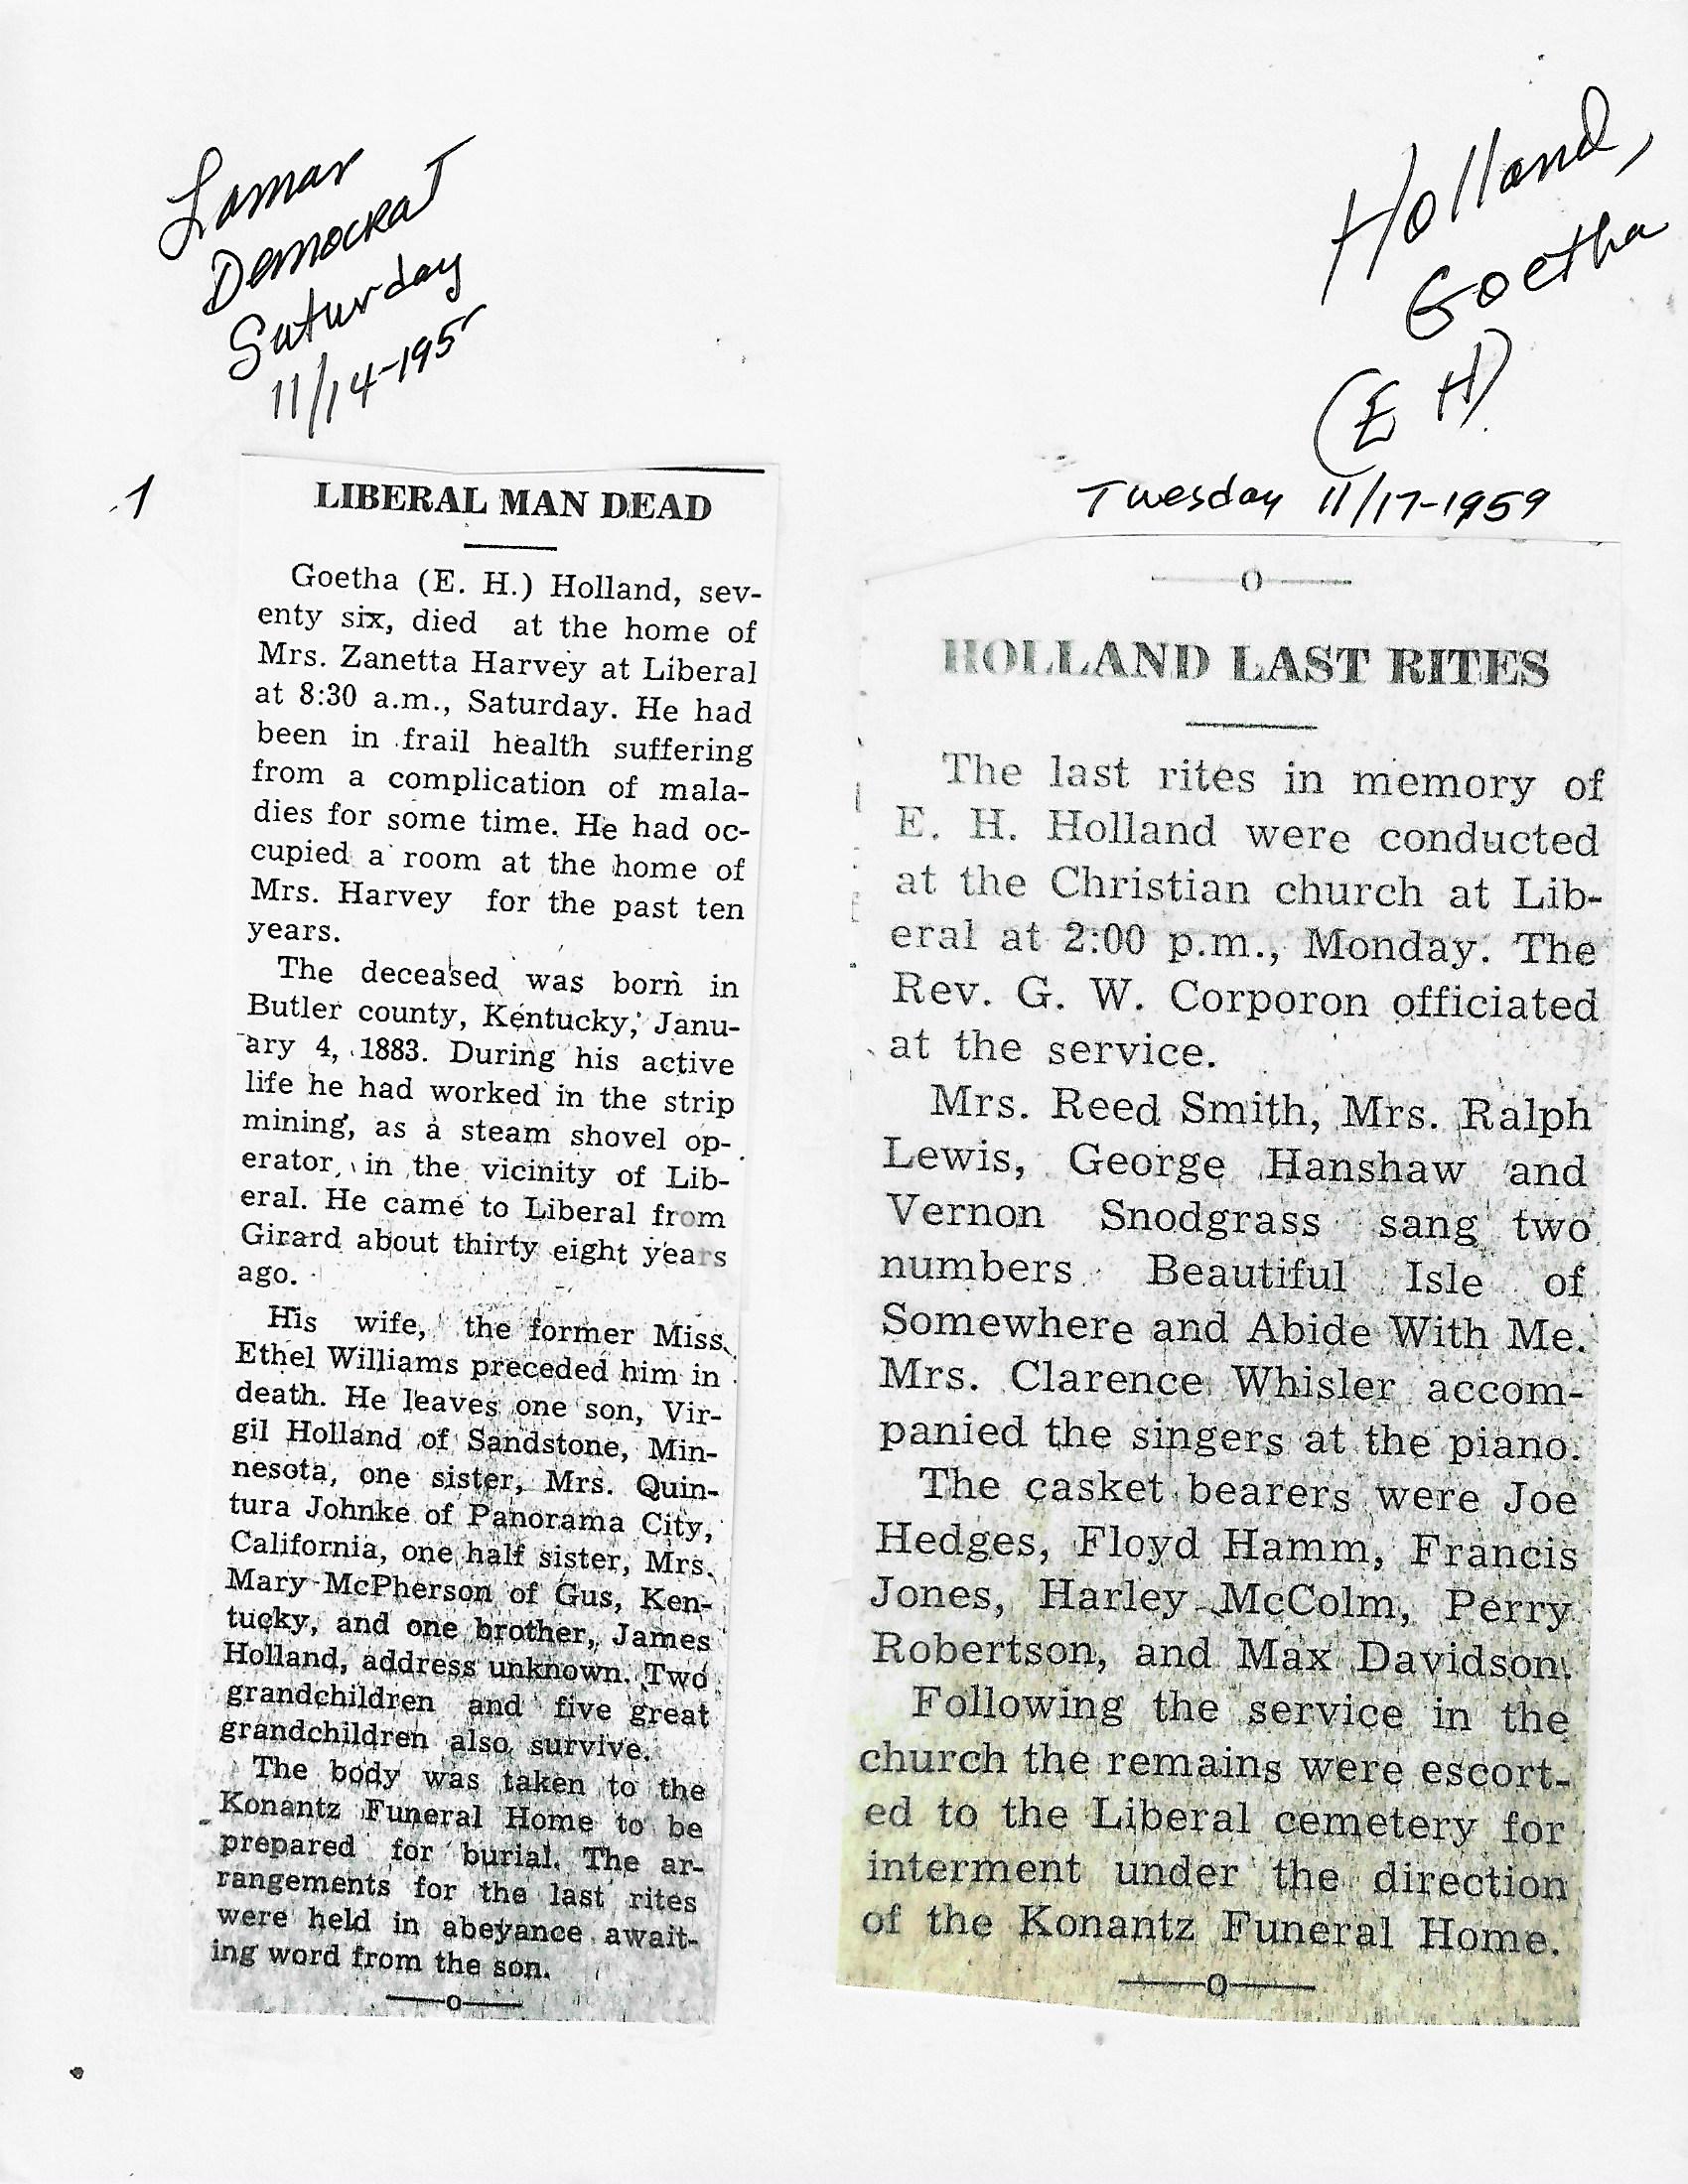 Lamar
Democrat
Saturday
11/14-195
Holland,
Goetha
(E H)
Tuesday 11/17-1959
1
LIBERAL MAN DEAD
Goetha (E. H.) Holland, sev-
enty six, died at the home of
Mrs. Zanetta Harvey at Liberal
at 8:30 a.m., Saturday. He had
been in frail health suffering
from a complication of mala-
dies for some time. He had oc-
cupied a room at the home of
Mrs. Harvey for the past ten
years.
The deceased was born in
Butler county, Kentucky, Janu-
ary 4, 1883. During his active
life he had worked in the strip
mining, as a steam shovel op-
erator, in the vicinity of Lib-
eral. He came to Liberal from
Girard about thirty eight years
ago.
His wife, the former Miss
Ethel Williams preceded him in
death. He leaves one son, Vir-
gil Holland of Sandstone, Min-
nesota, one sister, Mrs. Quin-
tura Johnke of Panorama City,
California, one half sister, Mrs.
Mary McPherson of Gus, Ken-
tucky, and one brother, James
Holland, address unknown. Two
grandchildren and five great
grandchildren also survive.
The body was taken to the
Konantz Funeral Home to be
prepared for burial. The ar-
rangements for the last rites
were held in abeyance await-
ing word from the son.
HOLLAND LAST RITES
The last rites in memory of
E. H. Holland were conducted
at the Christian church at Lib-
eral at 2:00 p.m., Monday. The
Rev. G. W. Corporon officiated
at the service.
Mrs. Reed Smith, Mrs. Ralph
Lewis, George Hanshaw and
Vernon Snodgrass sang two
numbers Beautiful Isle of
Somewhere and Abide With Me.
Mrs. Clarence Whisler accom-
panied the singers at the piano.
The casket bearers were Joe
Hedges, Floyd Hamm, Francis
Jones, Harley McColm, Perry
Robertson, and Max Davidson.
Following the service in the
church the remains were escort-
ed to the Liberal cemetery for
interment under the direction
of the Konantz Funeral Home.